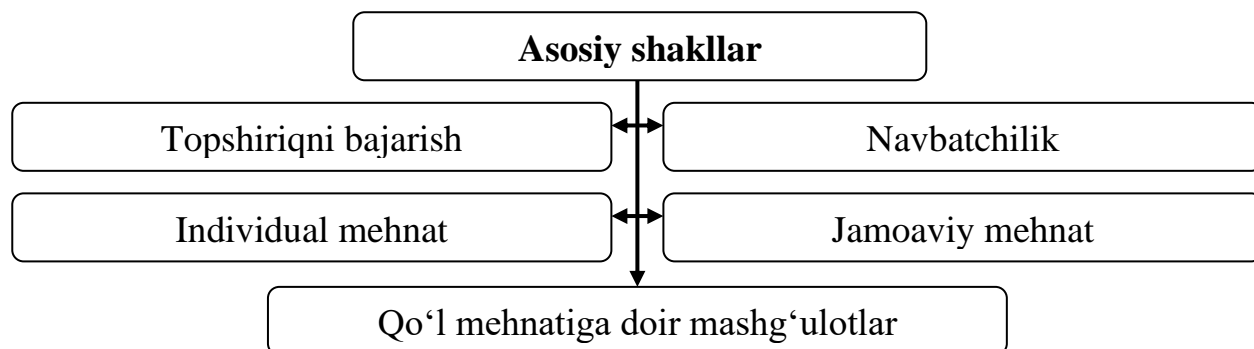 Asosiy shakllar
Topshiriqni bajarish
Navbatchilik
Individual mehnat
Jamoaviy mehnat
Qo‘l mehnatiga doir mashg‘ulotlar